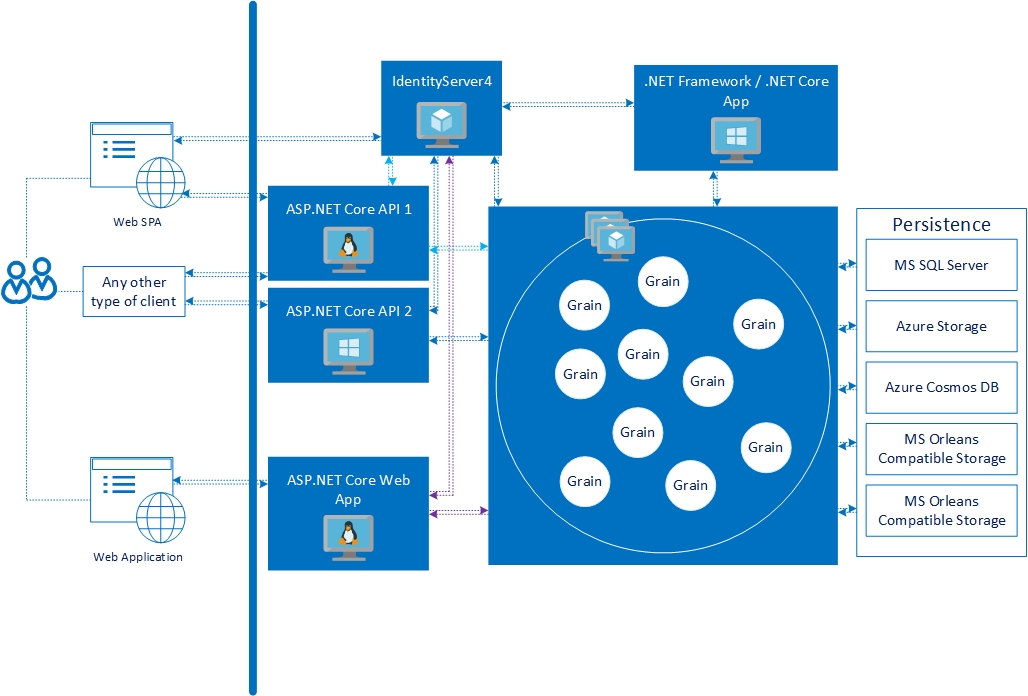 IdentityServer4
.NET Framework / .NET Core
App
Web SPA
ASP.NET Core API 1
Any other
type of client
ASP.NET Core API 2
ASP.NET Core Web
App
Web Application
Grain
Grain
Grain
Grain
Grain
Grain
Grain
Grain
Grain
Grain
Persistence
MS SQL Server
Azure Storage
Azure Cosmos DB
MS Orleans
Compatible Storage
MS Orleans
Compatible Storage